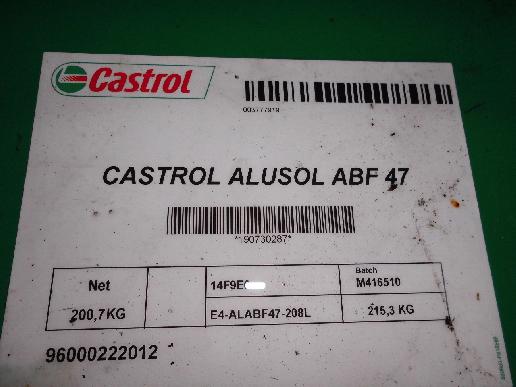 Castrol
003777919
CASTROL ALUSOL ABF 47
*190730287*
Net
14F9E
Batch
M416510
200,7KG
E4-ALABF47-208L
215,3 KG
96000222012